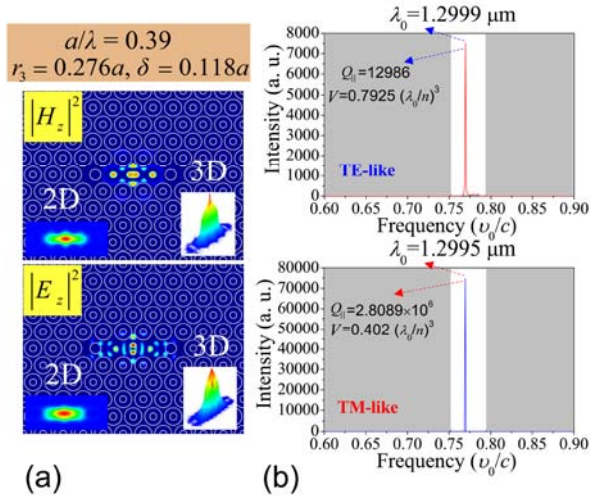 a/λ = 0.39
r₃ = 0.276a, δ = 0.118a
|H_z|²
2D
3D
|E_z|²
2D
3D
(a)
(b)
λ₀=1.2999 μm
Intensity (a. u.)
8000
7000
6000
5000
4000
3000
2000
1000
0
Q_||=12986
V=0.7925 (λ₀/n)³
TE-like
0.60 0.65 0.70 0.75 0.80 0.85 0.90
Frequency (υ₀/c)
λ₀=1.2995 μm
Intensity (a. u.)
80000
70000
60000
50000
40000
30000
20000
10000
0
Q_||=2.8089×10⁶
V=0.402 (λ₀/n)³
TM-like
0.60 0.65 0.70 0.75 0.80 0.85 0.90
Frequency (υ₀/c)